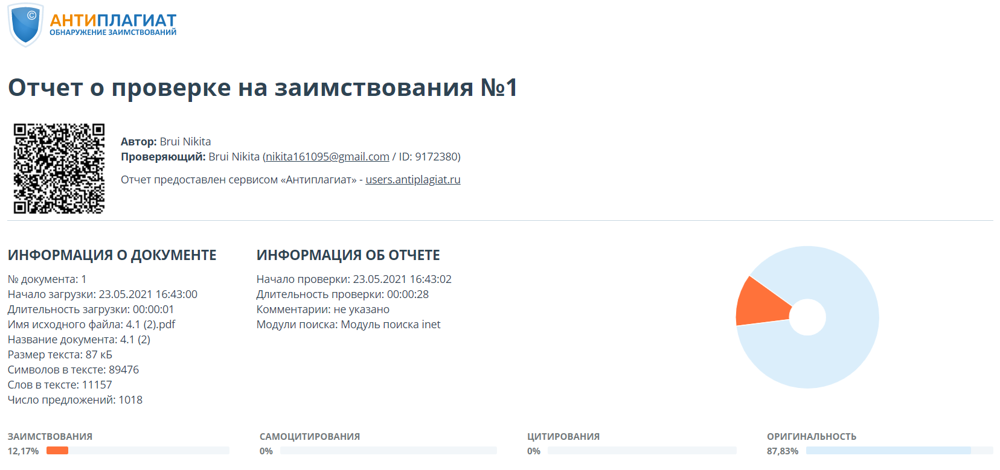 ©
АНТИПЛАГИАТ
ОБНАРУЖЕНИЕ ЗАИМСТВОВАНИЙ
Отчет о проверке на заимствования №1
Автор: Brui Nikita
Проверяющий: Brui Nikita (nikita161095@gmail.com / ID: 9172380)
Отчет предоставлен сервисом «Антиплагиат» - users.antiplagiat.ru
ИНФОРМАЦИЯ О ДОКУМЕНТЕ
№ документа: 1
Начало загрузки: 23.05.2021 16:43:00
Длительность загрузки: 00:00:01
Имя исходного файла: 4.1 (2).pdf
Название документа: 4.1 (2)
Размер текста: 87 кБ
Символов в тексте: 89476
Слов в тексте: 11157
Число предложений: 1018
ИНФОРМАЦИЯ ОБ ОТЧЕТЕ
Начало проверки: 23.05.2021 16:43:02
Длительность проверки: 00:00:28
Комментарии: не указано
Модули поиска: Модуль поиска inet
ЗАИМСТВОВАНИЯ
12,17%
САМОЦИТИРОВАНИЯ
0%
ЦИТИРОВАНИЯ
0%
ОРИГИНАЛЬНОСТЬ
87,83%